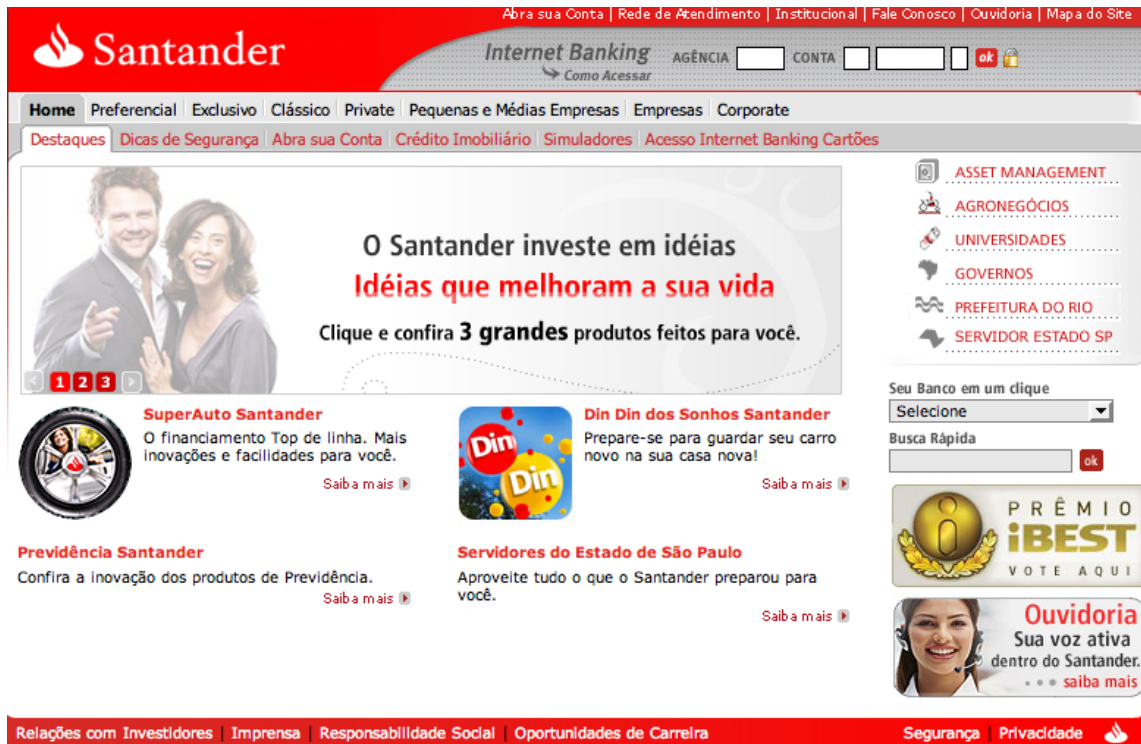 Abra sua Conta | Rede de Atendimento | Institucional | Fale Conosco | Ouvidoria | Mapa do Site
Santander
Internet Banking
Como Acessar
AGÊNCIA
CONTA
ok
Home Preferencial Exclusivo Clássico Private Pequenas e Médias Empresas Empresas Corporate
Destaques Dicas de Segurança Abra sua Conta Crédito Imobiliário Simuladores Acesso Internet Banking Cartões
O Santander investe em idéias
Idéias que melhoram a sua vida
Clique e confira 3 grandes produtos feitos para você.
1 2 3
SuperAuto Santander
O financiamento Top de linha. Mais
inovações e facilidades para você.
Saiba mais
Din Din
Din Din dos Sonhos Santander
Prepare-se para guardar seu carro
novo na sua casa nova!
Saiba mais
Previdência Santander
Confira a inovação dos produtos de Previdência.
Saiba mais
Servidores do Estado de São Paulo
Aproveite tudo o que o Santander preparou para
você.
Saiba mais
ASSET MANAGEMENT
AGRONEGÓCIOS
UNIVERSIDADES
GOVERNOS
PREFEITURA DO RIO
SERVIDOR ESTADO SP
Seu Banco em um clique
Selecione
Busca Rápida
ok
PRÊMIO
iBEST
VOTE AQUI
Ouvidoria
Sua voz ativa
dentro do Santander.
saiba mais
Relações com Investidores | Imprensa | Responsabilidade Social | Oportunidades de Carreira
Segurança | Privacidade